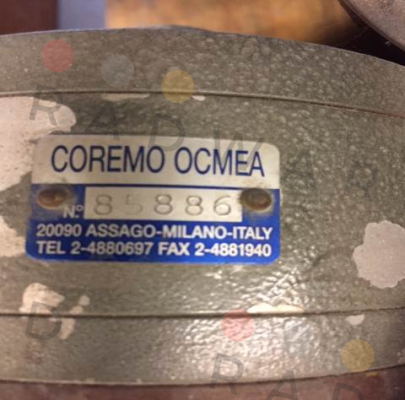 COREMO OCMEA
N.º 85886
20090 ASSAGO-MILANO-ITALY
TEL 2-4880697 FAX 2-4881940